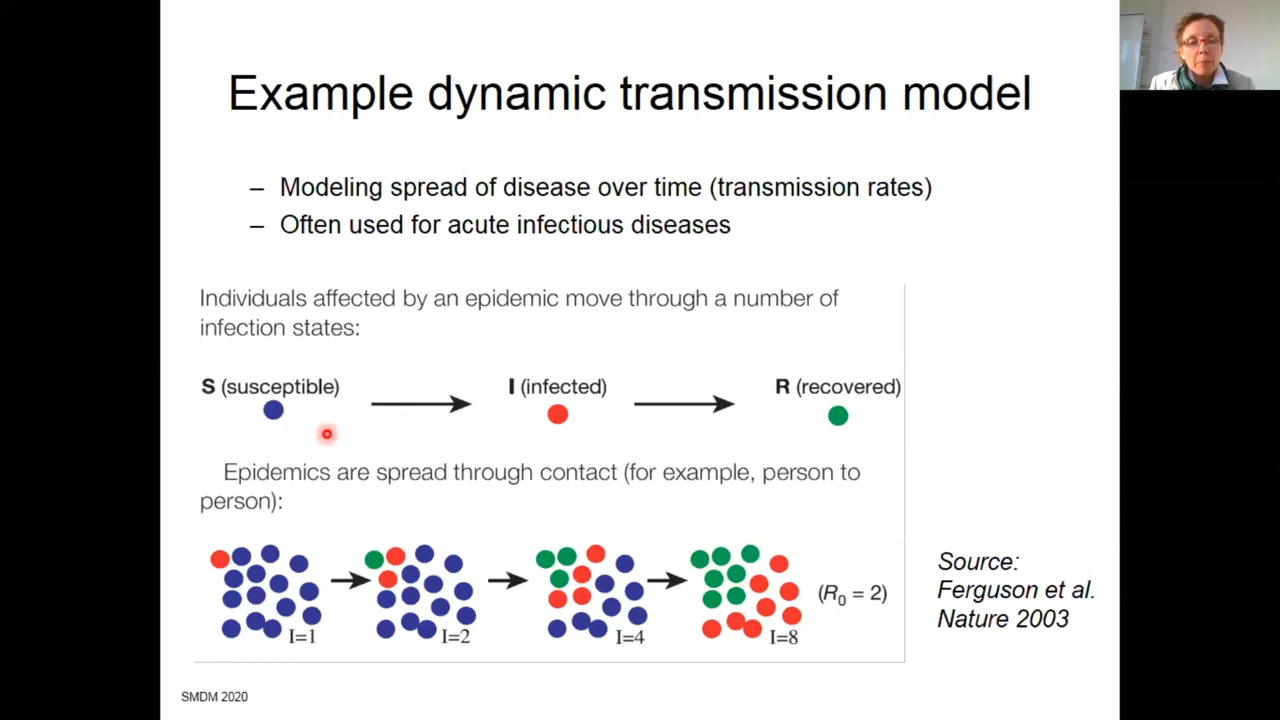 Example dynamic transmission model
– Modeling spread of disease over time (transmission rates)
– Often used for acute infectious diseases
Individuals affected by an epidemic move through a number of
infection states:
S (susceptible) I (infected) R (recovered)
Epidemics are spread through contact (for example, person to
person):
I=1 I=2 I=4 I=8 (R0 = 2)
Source:
Ferguson et al.
Nature 2003
SMDM 2020